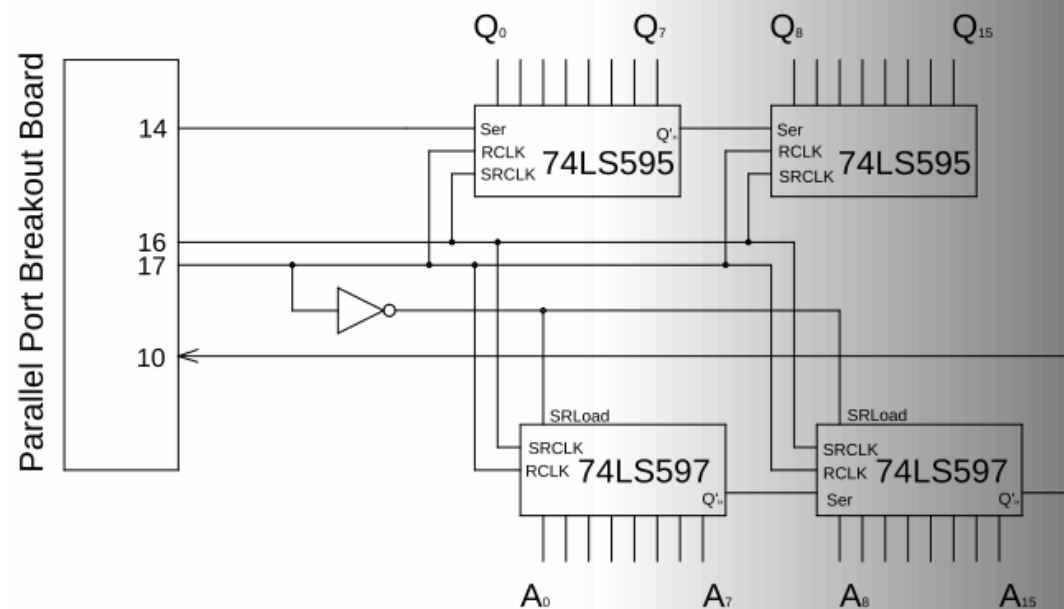 Parallel Port Breakout Board
14
16
17
10
Q0
Q7
Q8
Q15
Ser
RCLK
SRCLK
Q'H
74LS595
Ser
RCLK
SRCLK
74LS595
SRLoad
SRCLK
RCLK
74LS597
Q'H
SRLoad
SRCLK
RCLK
Ser
74LS597
Q'H
A0
A7
A8
A15